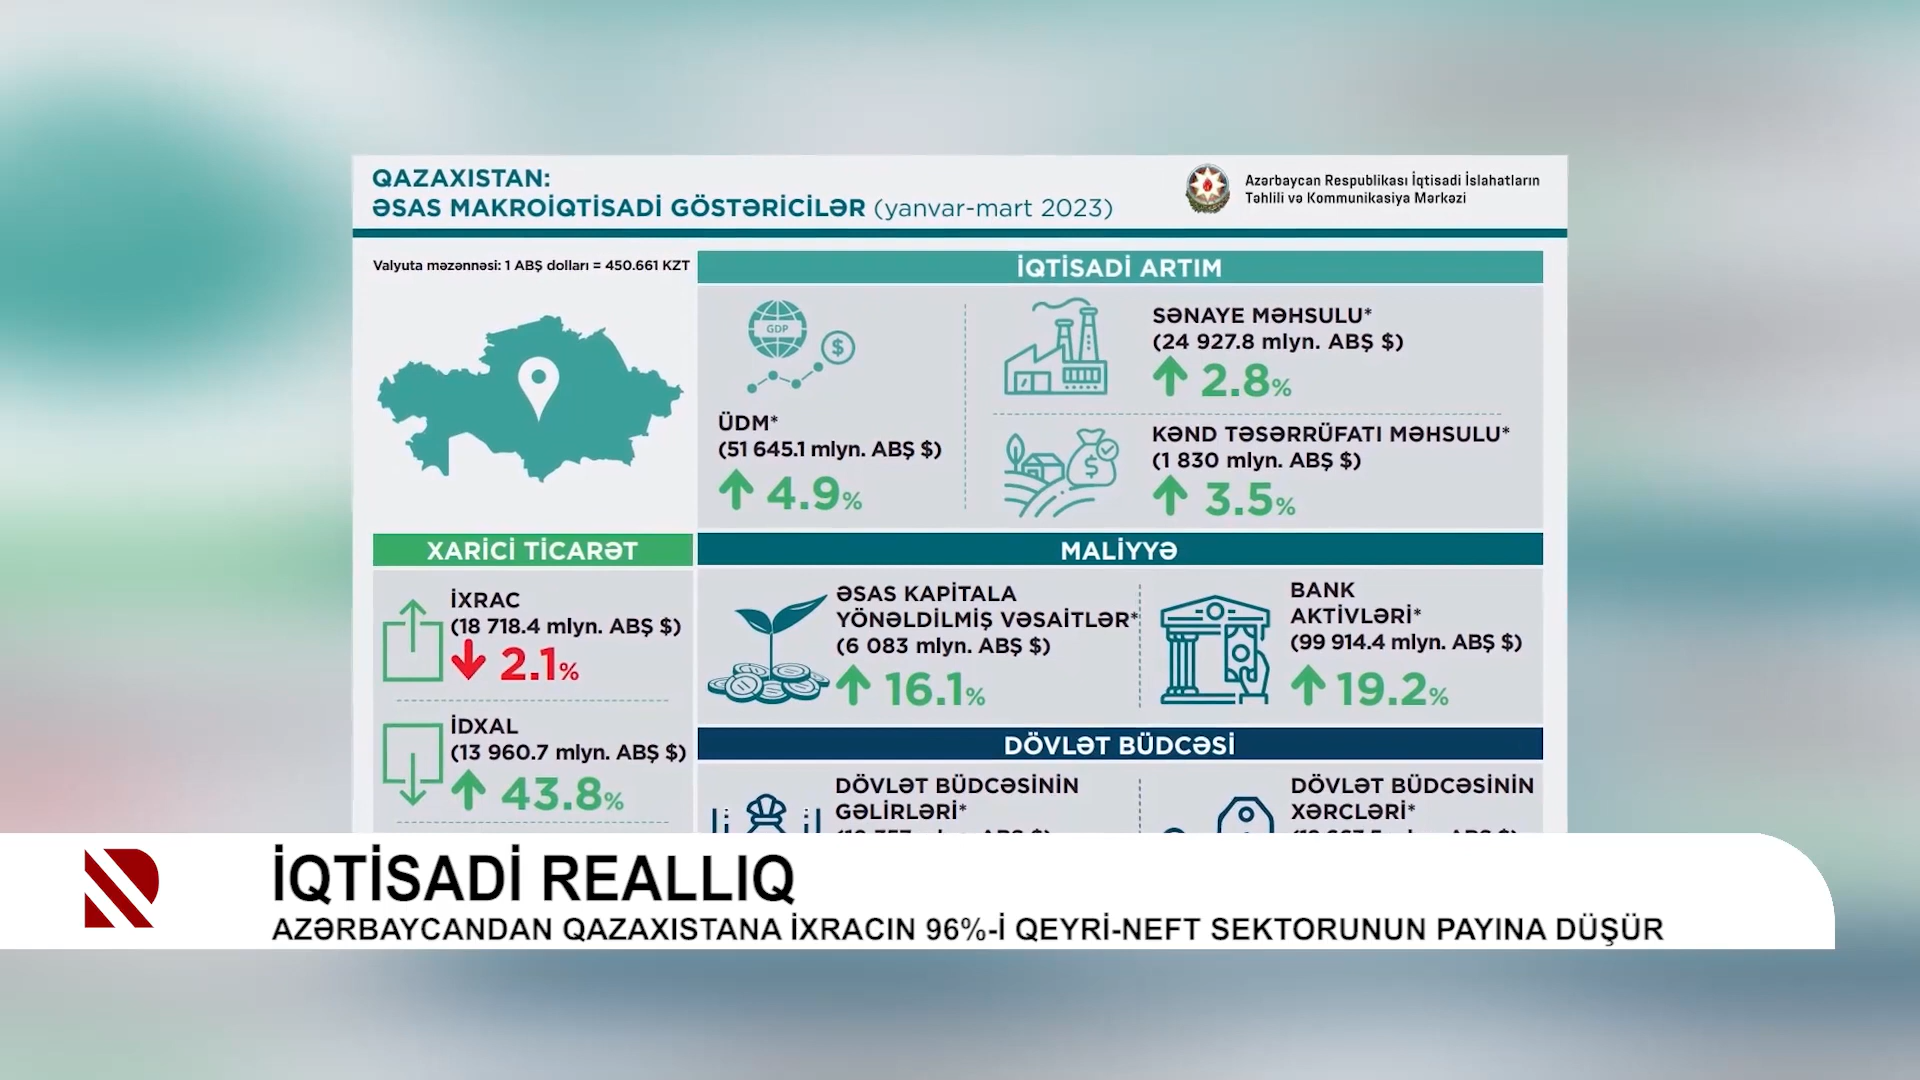 QAZAXISTAN:
ƏSAS MAKROİQTİSADİ GÖSTƏRİCİLƏR (yanvar-mart 2023)
Azərbaycan Respublikası İqtisadi İslahatların
Təhlili və Kommunikasiya Mərkəzi
Valyuta məzənnəsi: 1 ABŞ dolları = 450.661 KZT
İQTİSADİ ARTIM
GDP
$
ÜDM*
(51 645.1 mlyn. ABŞ $)
4.9%
SƏNAYE MƏHSULU*
(24 927.8 mlyn. ABŞ $)
2.8%
$
KƏND TƏSƏRRÜFATI MƏHSULU*
(1 830 mlyn. ABŞ $)
3.5%
XARİCİ TİCARƏT
İXRAC
(18 718.4 mlyn. ABŞ $)
2.1%
İDXAL
(13 960.7 mlyn. ABŞ $)
43.8%
MALİYYƏ
ƏSAS KAPİTALA
YÖNƏLDİLMİŞ VƏSAİTLƏR*
(6 083 mlyn. ABŞ $)
16.1%
BANK
AKTİVLƏRİ*
(99 914.4 mlyn. ABŞ $)
19.2%
DÖVLƏT BÜDCƏSİ
DÖVLƏT BÜDCƏSİNİN
GƏLİRLƏRİ*
DÖVLƏT BÜDCƏSİNİN
XƏRCLƏRİ*
İQTİSADİ REALLIQ
AZƏRBAYCANDAN QAZAXISTANA İXRACIN 96%-İ QEYRİ-NEFT SEKTORUNUN PAYINA DÜŞÜR